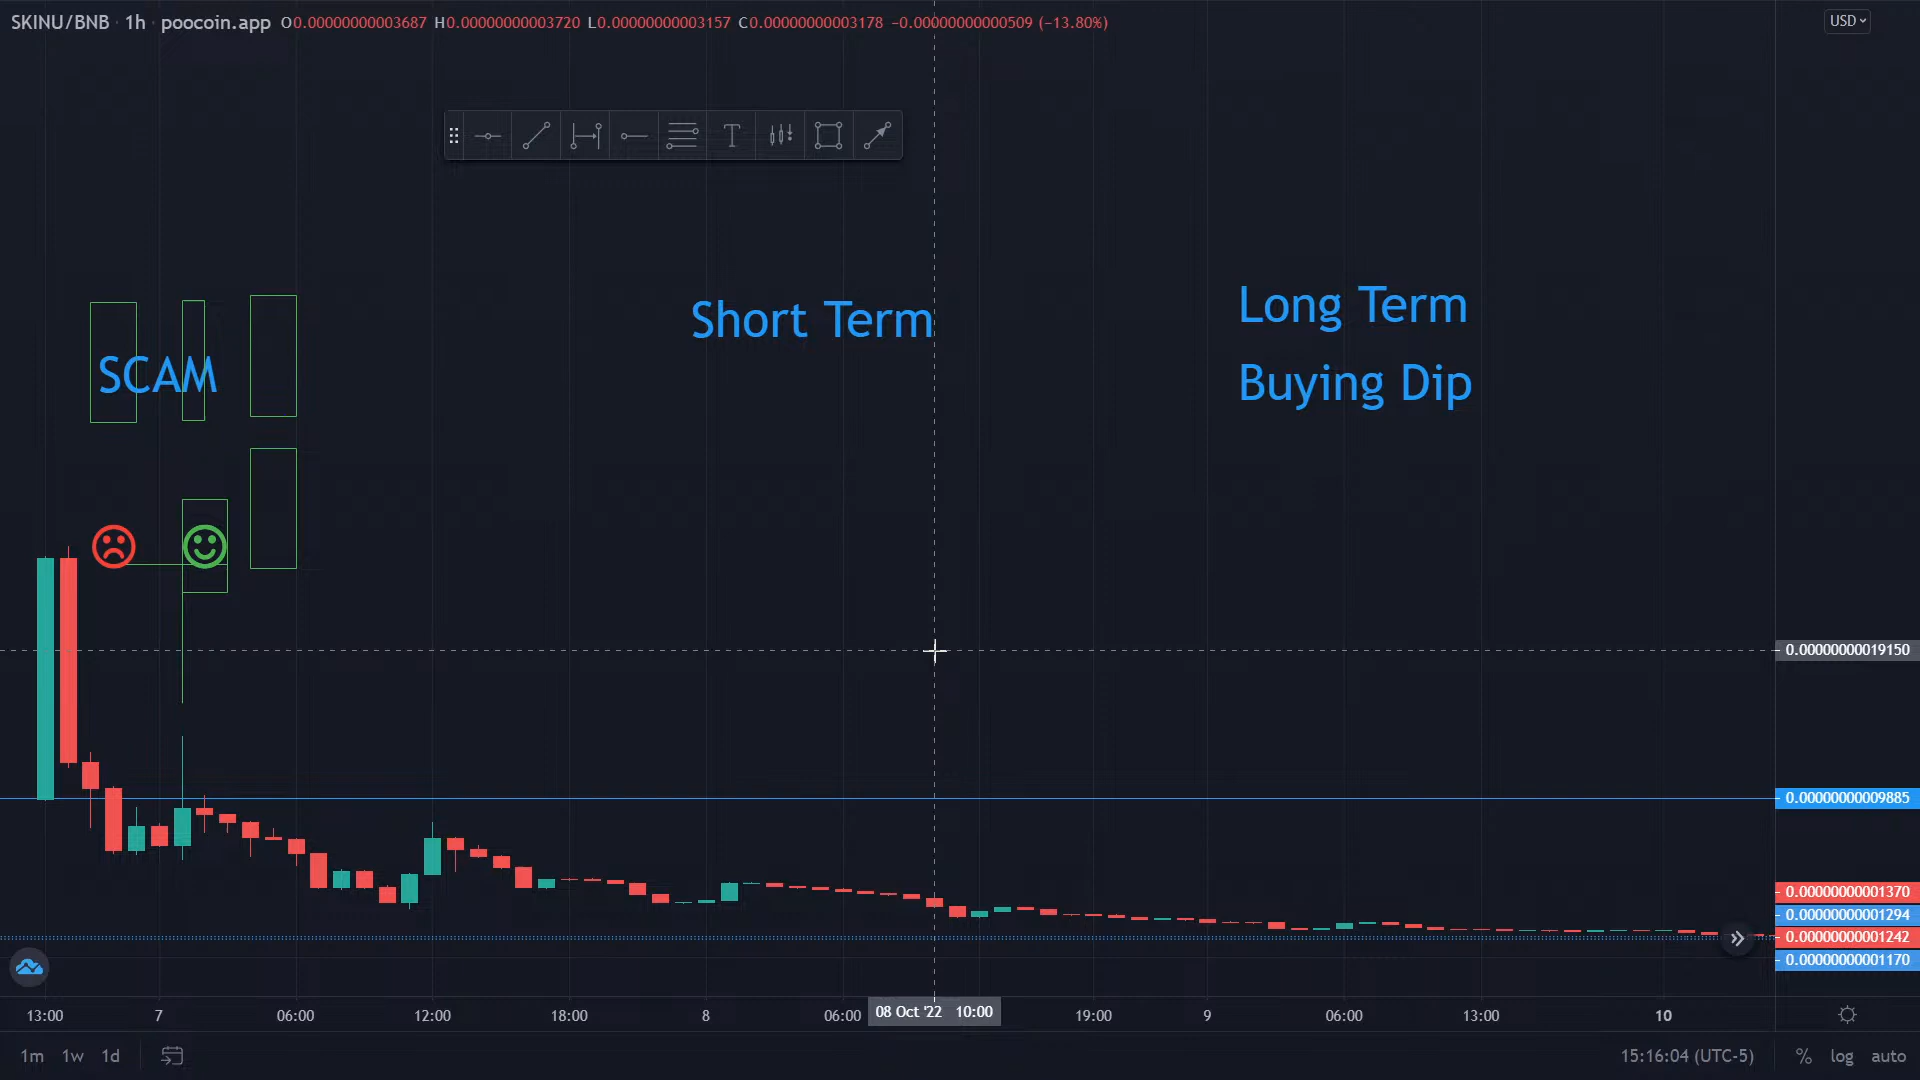 SKINU/BNB · 1h · poocoin.app O0.00000000003687 H0.00000000003720 L0.00000000003157 C0.00000000003178 −0.00000000000509 (−13.80%)
USD
T
Short Term
Long Term
Buying Dip
SCAM
0.00000000019150
0.00000000009885
0.00000000001370
0.00000000001294
0.00000000001242
0.00000000001170
13:00 7 06:00 12:00 18:00 8 06:00 08 Oct '22 10:00 19:00 9 06:00 13:00 10
1m 1w 1d 15:16:04 (UTC-5) % log auto